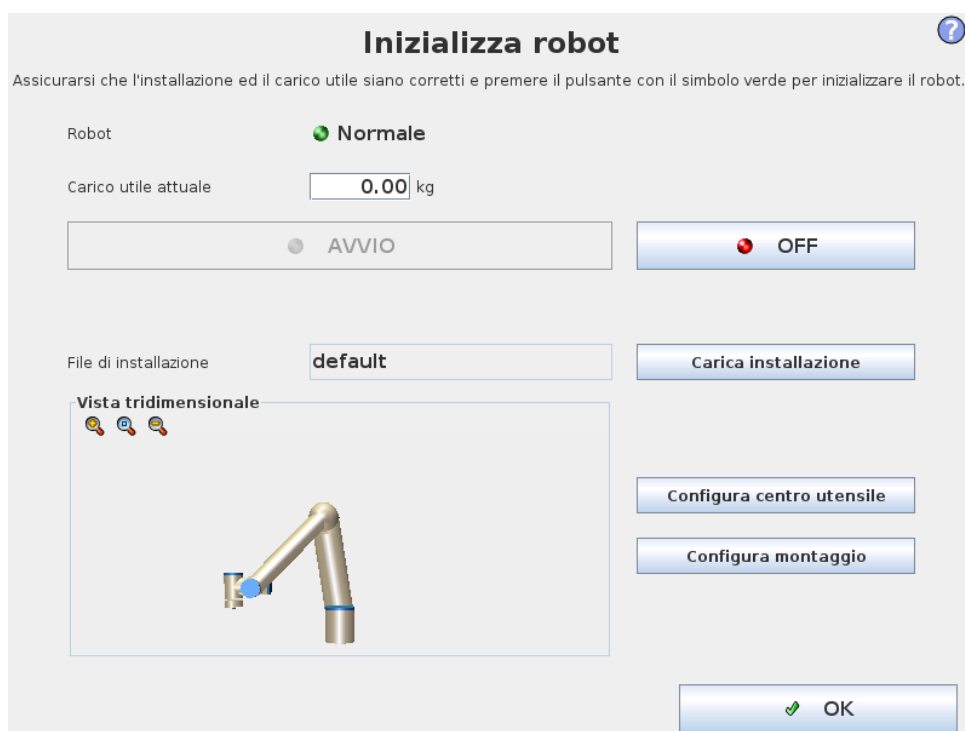 Inizializza robot
?
Assicurarsi che l'installazione ed il carico utile siano corretti e premere il pulsante con il simbolo verde per inizializzare il robot.
Robot Normale
Carico utile attuale 0.00 kg
AVVIO OFF
File di installazione default Carica installazione
Vista tridimensionale
Configura centro utensile
Configura montaggio
OK